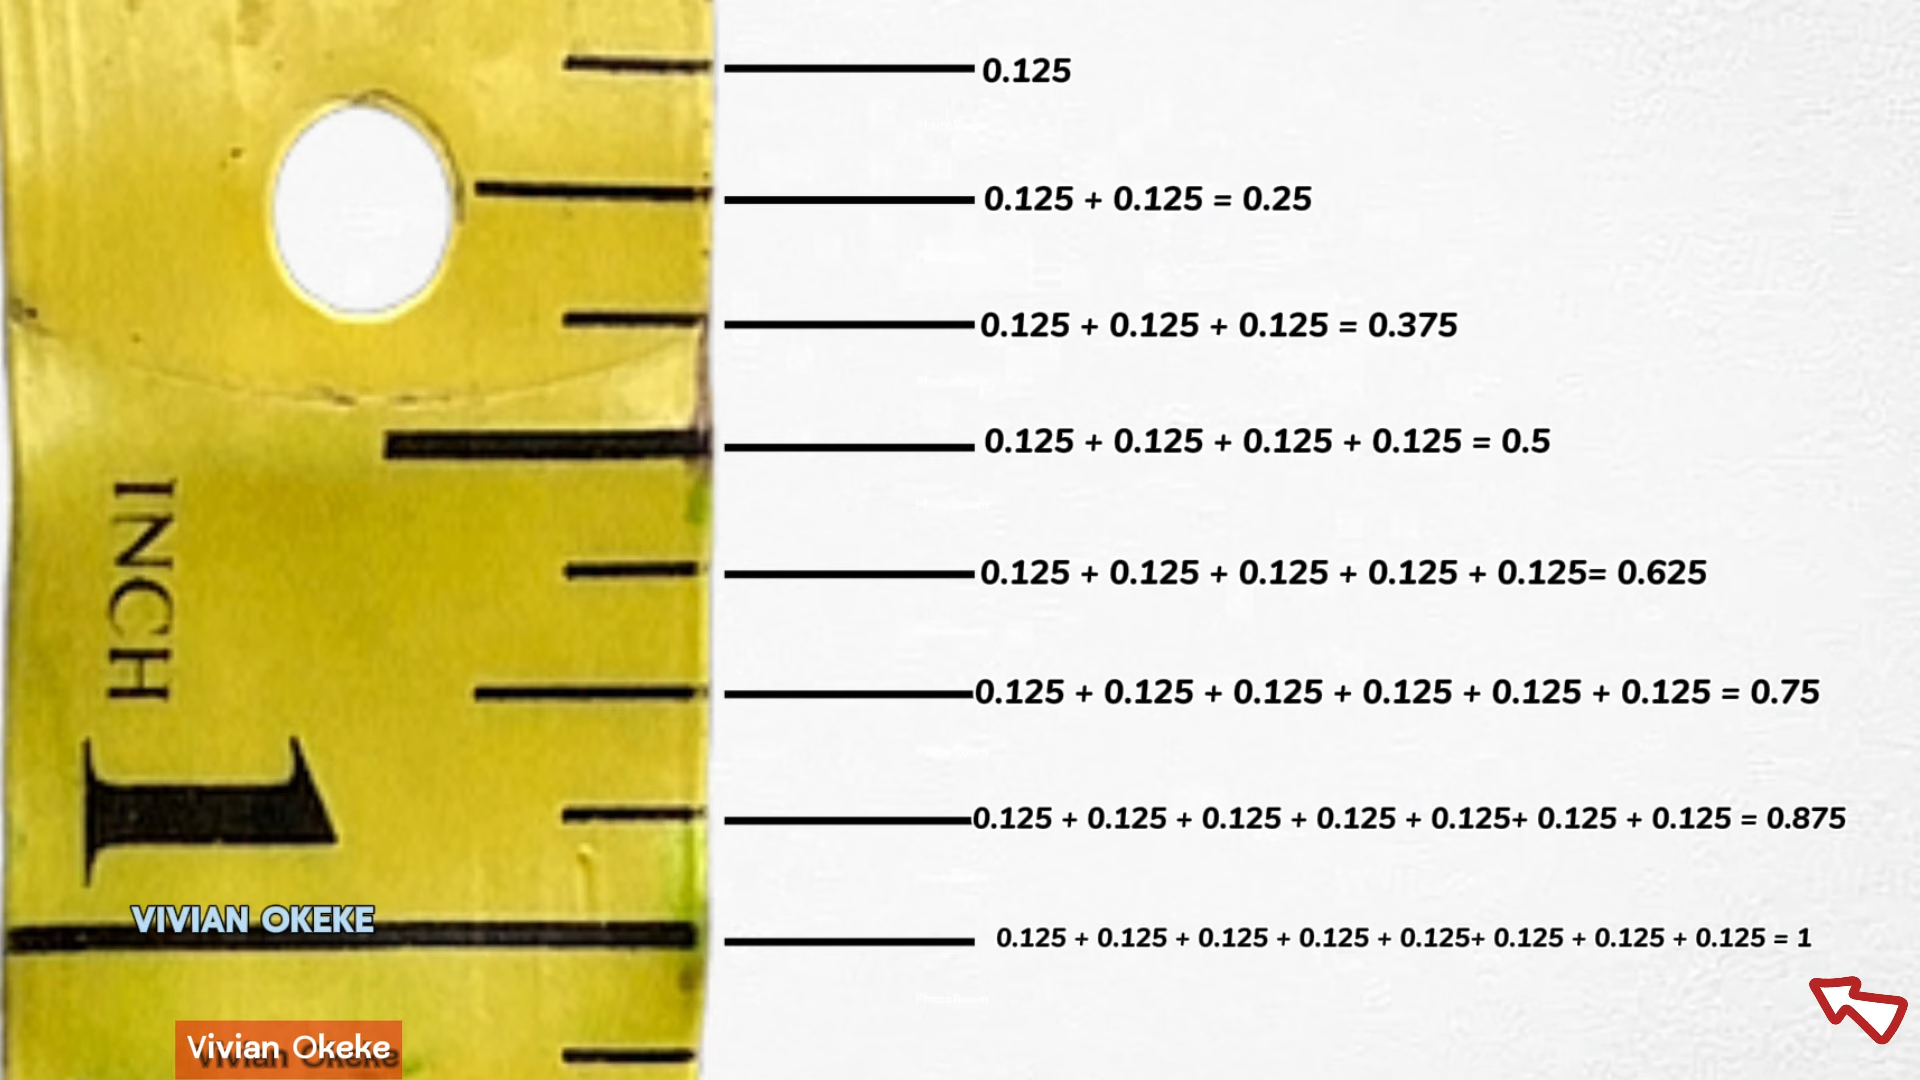 0.125
0.125 + 0.125 = 0.25
0.125 + 0.125 + 0.125 = 0.375
0.125 + 0.125 + 0.125 + 0.125 = 0.5
0.125 + 0.125 + 0.125 + 0.125 + 0.125= 0.625
0.125 + 0.125 + 0.125 + 0.125 + 0.125 + 0.125 = 0.75
0.125 + 0.125 + 0.125 + 0.125 + 0.125+ 0.125 + 0.125 = 0.875
0.125 + 0.125 + 0.125 + 0.125 + 0.125+ 0.125 + 0.125 + 0.125 = 1
INCH
1
VIVIAN OKEKE
Vivian Okeke